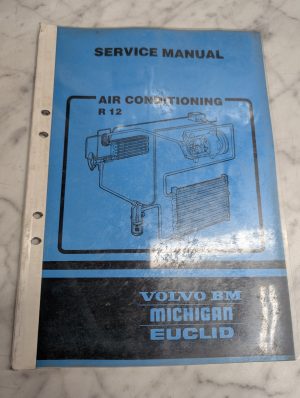 SERVICE MANUAL
AIR CONDITIONING
R 12
VOLVO BM
MICHIGAN
EUCLID